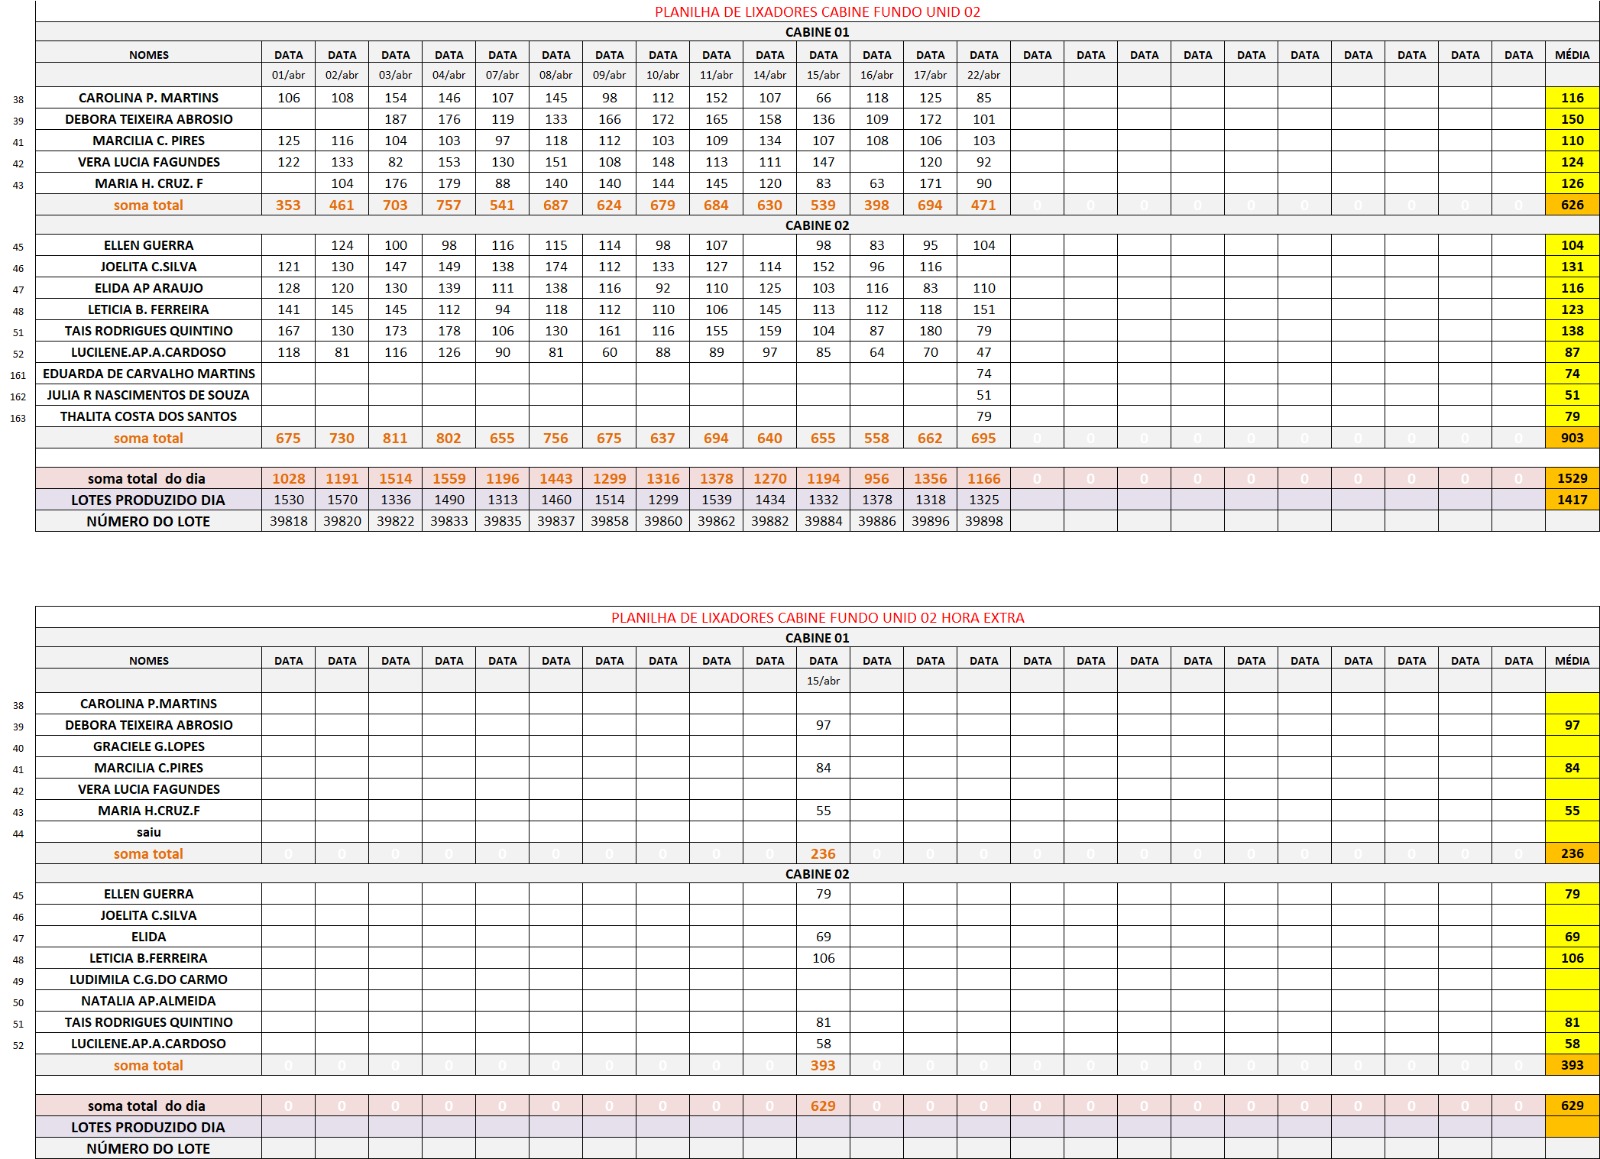 PLANILHA DE LIXADORES CABINE FUNDO UNID 02
CABINE 01
NOMES DATA DATA DATA DATA DATA DATA DATA DATA DATA DATA DATA DATA DATA DATA DATA DATA DATA DATA DATA DATA DATA DATA DATA DATA MÉDIA
01/abr 02/abr 03/abr 04/abr 07/abr 08/abr 09/abr 10/abr 11/abr 14/abr 15/abr 16/abr 17/abr 22/abr
38 CAROLINA P. MARTINS 106 108 154 146 107 145 98 112 152 107 66 118 125 85 116
39 DEBORA TEIXEIRA ABROSIO 187 176 119 133 166 172 165 158 136 109 172 101 150
41 MARCILIA C. PIRES 125 116 104 103 97 118 112 103 109 134 107 108 106 103 110
42 VERA LUCIA FAGUNDES 122 133 82 153 130 151 108 148 113 111 147 120 92 124
43 MARIA H. CRUZ. F 104 176 179 88 140 140 144 145 120 83 63 171 90 126
soma total 353 461 703 757 541 687 624 679 684 630 539 398 694 471 0 0 0 0 0 0 0 0 0 0 626
CABINE 02
45 ELLEN GUERRA 124 100 98 116 115 114 98 107 98 83 95 104 104
46 JOELITA C.SILVA 121 130 147 149 138 174 112 133 127 114 152 96 116 131
47 ELIDA AP ARAUJO 128 120 130 139 111 138 116 92 110 125 103 116 83 110 116
48 LETICIA B. FERREIRA 141 145 145 112 94 118 112 110 106 145 113 112 118 151 123
51 TAIS RODRIGUES QUINTINO 167 130 173 178 106 130 161 116 155 159 104 87 180 79 138
52 LUCILENE.AP.A.CARDOSO 118 81 116 126 90 81 60 88 89 97 85 64 70 47 87
161 EDUARDA DE CARVALHO MARTINS 74 74
162 JULIA R NASCIMENTOS DE SOUZA 51 51
163 THALITA COSTA DOS SANTOS 79 79
soma total 675 730 811 802 655 756 675 637 694 640 655 558 662 695 0 0 0 0 0 0 0 0 0 0 903
soma total do dia 1028 1191 1514 1559 1196 1443 1299 1316 1378 1270 1194 956 1356 1166 0 0 0 0 0 0 0 0 0 0 1529
LOTES PRODUZIDO DIA 1530 1570 1336 1490 1313 1460 1514 1299 1539 1434 1332 1378 1318 1325 1417
NÚMERO DO LOTE 39818 39820 39822 39833 39835 39837 39858 39860 39862 39882 39884 39886 39896 39898
PLANILHA DE LIXADORES CABINE FUNDO UNID 02 HORA EXTRA
CABINE 01
NOMES DATA DATA DATA DATA DATA DATA DATA DATA DATA DATA DATA DATA DATA DATA DATA DATA DATA DATA DATA DATA DATA DATA DATA DATA MÉDIA
15/abr
38 CAROLINA P.MARTINS
39 DEBORA TEIXEIRA ABROSIO 97 97
40 GRACIELE G.LOPES
41 MARCILIA C.PIRES 84 84
42 VERA LUCIA FAGUNDES
43 MARIA H.CRUZ.F 55 55
44 saiu
soma total 0 0 0 0 0 0 0 0 0 0 236 0 0 0 0 0 0 0 0 0 0 0 0 0 236
CABINE 02
45 ELLEN GUERRA 79 79
46 JOELITA C.SILVA
47 ELIDA 69 69
48 LETICIA B.FERREIRA 106 106
49 LUDIMILA C.G.DO CARMO
50 NATALIA AP.ALMEIDA
51 TAIS RODRIGUES QUINTINO 81 81
52 LUCILENE.AP.A.CARDOSO 58 58
soma total 0 0 0 0 0 0 0 0 0 0 393 0 0 0 0 0 0 0 0 0 0 0 0 0 393
soma total do dia 0 0 0 0 0 0 0 0 0 0 629 0 0 0 0 0 0 0 0 0 0 0 0 0 629
LOTES PRODUZIDO DIA
NÚMERO DO LOTE